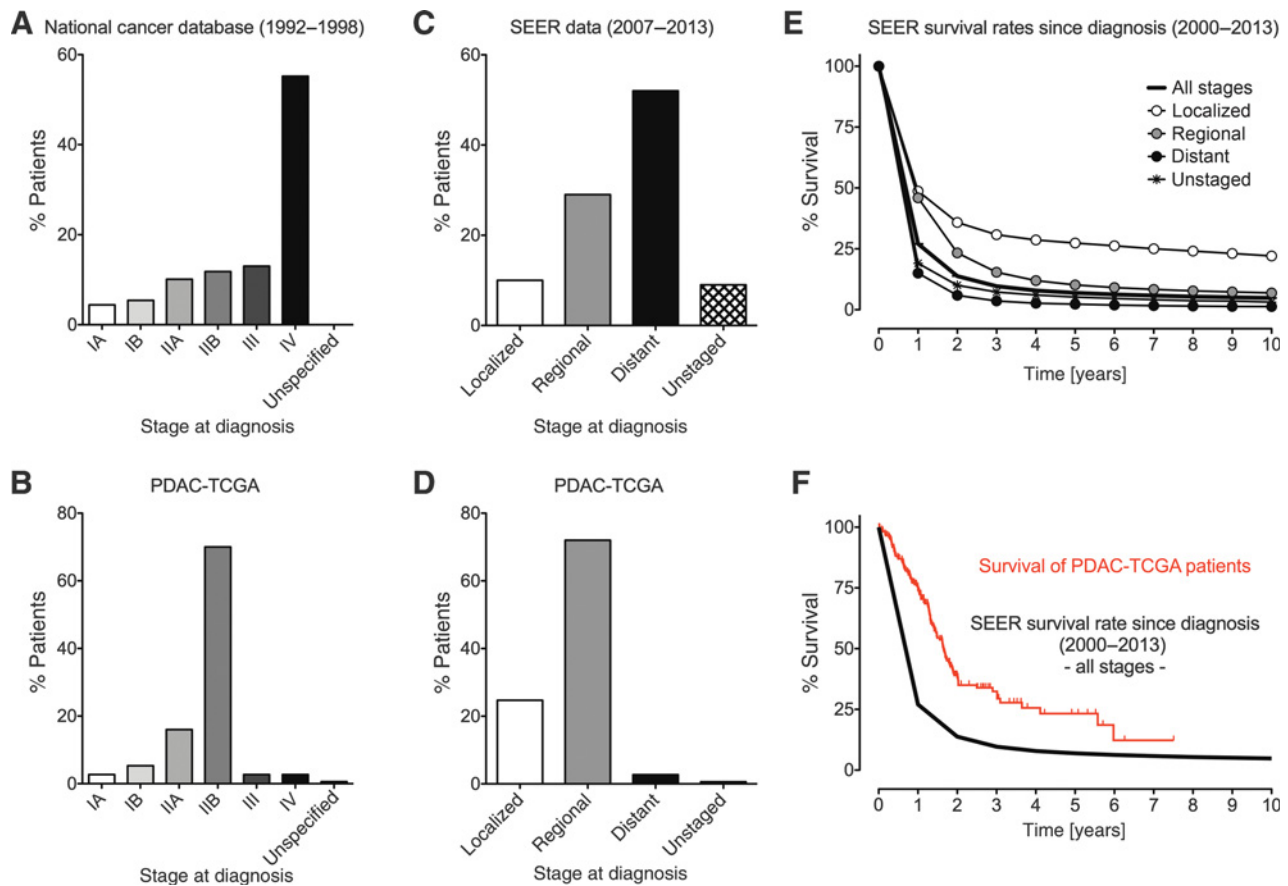 A
National cancer database (1992–1998)
60
40
20
0
% Patients
IA
IB
IIA
IIB
III
IV
Unspecified
Stage at diagnosis
C
SEER data (2007–2013)
60
40
20
0
% Patients
Localized
Regional
Distant
Unstaged
Stage at diagnosis
E
SEER survival rates since diagnosis (2000–2013)
100
75
50
25
0
% Survival
All stages
Localized
Regional
Distant
Unstaged
0 1 2 3 4 5 6 7 8 9 10
Time [years]
B
PDAC-TCGA
80
60
40
20
0
% Patients
IA
IB
IIA
IIB
III
IV
Unspecified
Stage at diagnosis
D
PDAC-TCGA
80
60
40
20
0
% Patients
Localized
Regional
Distant
Unstaged
Stage at diagnosis
F
100
75
50
25
0
% Survival
Survival of PDAC-TCGA patients
SEER survival rate since diagnosis
(2000–2013)
- all stages -
0 1 2 3 4 5 6 7 8 9 10
Time [years]